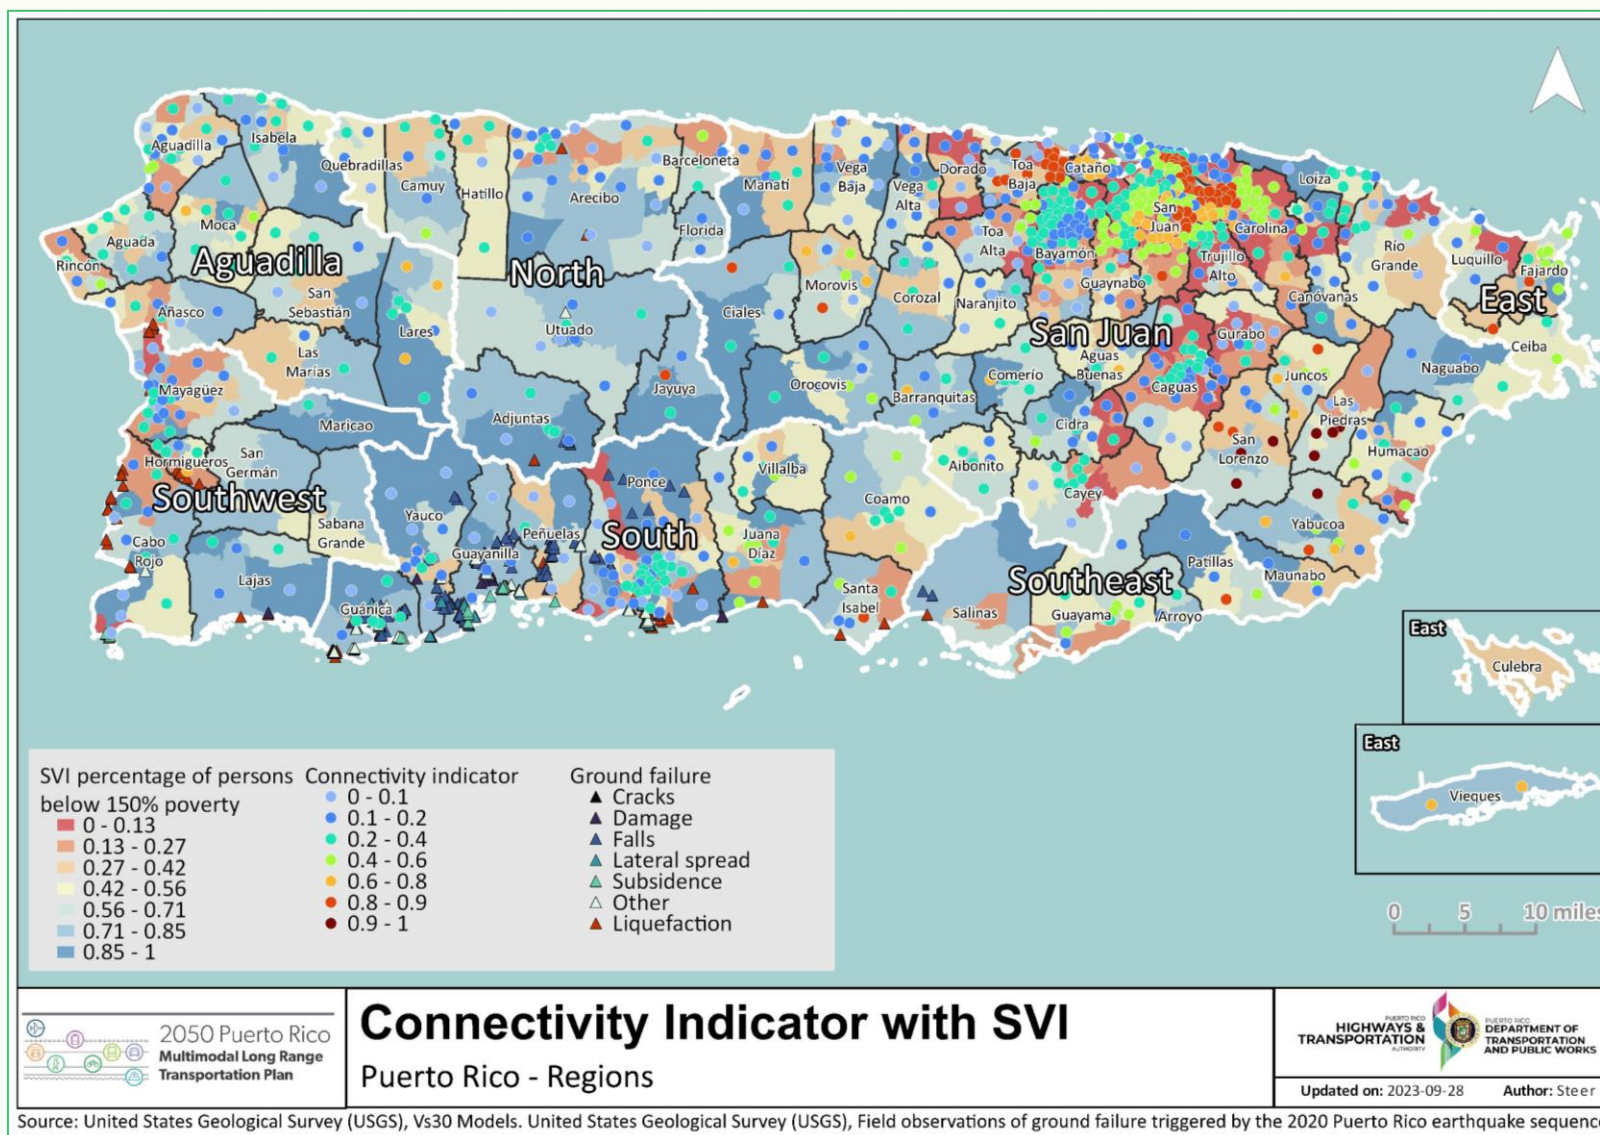 Aguadilla
Isabela
Quebradillas
Camuy
Hatillo
Arecibo
Barceloneta
Manatí
Vega
Baja
Vega
Alta
Dorado
Toa
Baja
Cataño
Loíza
San
Juan
Carolina
Toa
Alta
Bayamón
Trujillo
Alto
Guaynabo
Río
Grande
Luquillo
Fajardo
Moca
Aguada
Rincón
Aguadilla
North
Florida
San Juan
East
Añasco
San
Sebastián
Lares
Utuado
Ciales
Morovis
Corozal
Naranjito
Canóvanas
Gurabo
Ceiba
Las
Marías
Mayagüez
Maricao
Adjuntas
Jayuya
Orocovis
Barranquitas
Comerío
Aguas
Buenas
Caguas
Juncos
Las
Piedras
Naguabo
Hormigueros
San
Germán
Southwest
Cidra
San
Lorenzo
Humacao
Ponce
Villalba
Aibonito
Cayey
Coamo
Yabucoa
Cabo
Rojo
Sabana
Grande
Yauco
Guayanilla
Peñuelas
South
Juana
Díaz
Lajas
Guánica
Santa
Isabel
Salinas
Southeast
Guayama
Arroyo
Patillas
Maunabo
East
Culebra
East
Vieques
SVI percentage of persons
below 150% poverty
0 - 0.13
0.13 - 0.27
0.27 - 0.42
0.42 - 0.56
0.56 - 0.71
0.71 - 0.85
0.85 - 1
Connectivity indicator
0 - 0.1
0.1 - 0.2
0.2 - 0.4
0.4 - 0.6
0.6 - 0.8
0.8 - 0.9
0.9 - 1
Ground failure
Cracks
Damage
Falls
Lateral spread
Subsidence
Other
Liquefaction
0 5 10 miles
2050 Puerto Rico
Multimodal Long Range
Transportation Plan
Connectivity Indicator with SVI
Puerto Rico - Regions
PUERTO RICO
HIGHWAYS &
TRANSPORTATION
AUTHORITY
PUERTO RICO
DEPARTMENT OF
TRANSPORTATION
AND PUBLIC WORKS
Updated on: 2023-09-28 Author: Steer
Source: United States Geological Survey (USGS), Vs30 Models. United States Geological Survey (USGS), Field observations of ground failure triggered by the 2020 Puerto Rico earthquake sequence